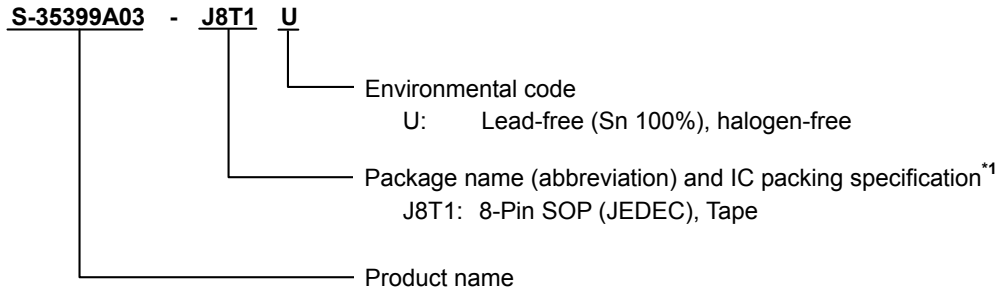 S-35399A03 - J8T1 U
Environmental code
U: Lead-free (Sn 100%), halogen-free
Package name (abbreviation) and IC packing specification*1
J8T1: 8-Pin SOP (JEDEC), Tape
Product name